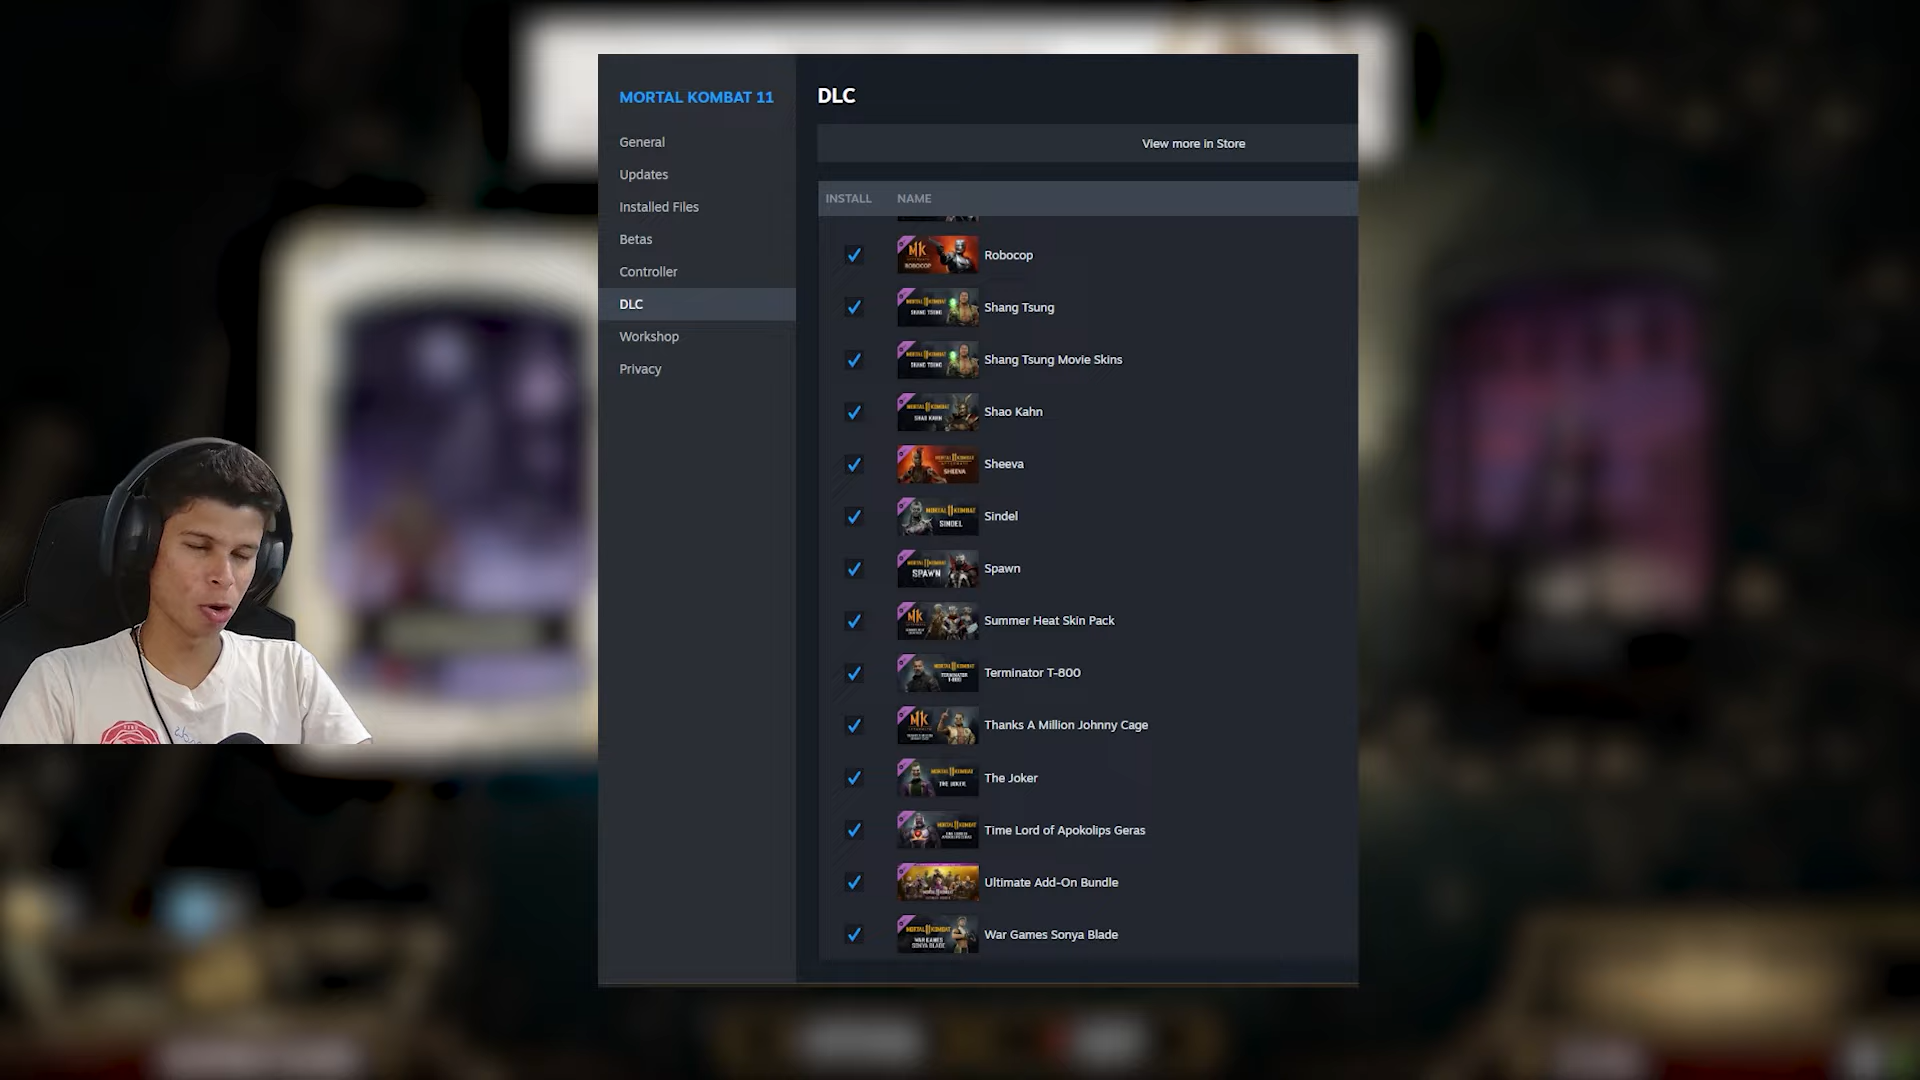 MORTAL KOMBAT 11
General
Updates
Installed Files
Betas
Controller
DLC
Workshop
Privacy
DLC
View more in Store
INSTALL NAME
Robocop
Shang Tsung
Shang Tsung Movie Skins
Shao Kahn
Sheeva
Sindel
Spawn
Summer Heat Skin Pack
Terminator T-800
Thanks A Million Johnny Cage
The Joker
Time Lord of Apokolips Geras
Ultimate Add-On Bundle
War Games Sonya Blade